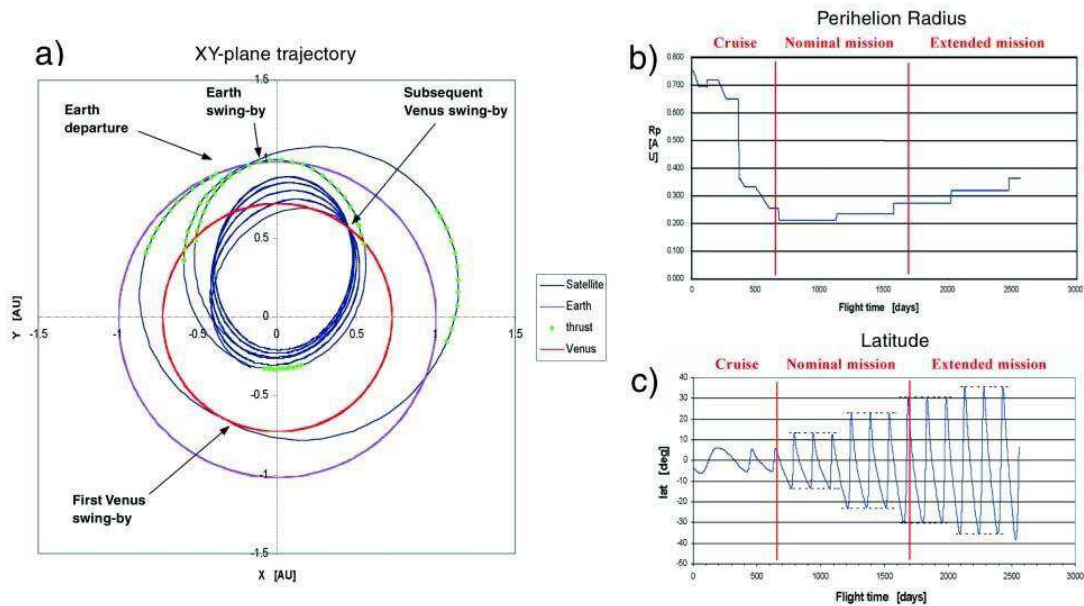 a)
XY-plane trajectory
Earth
departure
Earth
swing-by
Subsequent
Venus swing-by
First Venus
swing-by
1.5
1
0.5
0
-1.5
-1
-0.5
0
0.5
1
1.5
-0.5
-1
-1.5
Y [AU]
X [AU]
Satellite
Earth
thrust
Venus
Perihelion Radius
b)
Cruise
Nominal mission
Extended mission
0.800
0.700
0.600
0.500
0.400
0.300
0.200
0.100
0.000
Rp
[A
U]
0
500
1000
1500
2000
2500
3000
Flight time [days]
Latitude
c)
Cruise
Nominal mission
Extended mission
40
30
20
10
0
-10
-20
-30
-40
-50
lat [deg]
0
500
1000
1500
2000
2500
3000
Flight time [days]